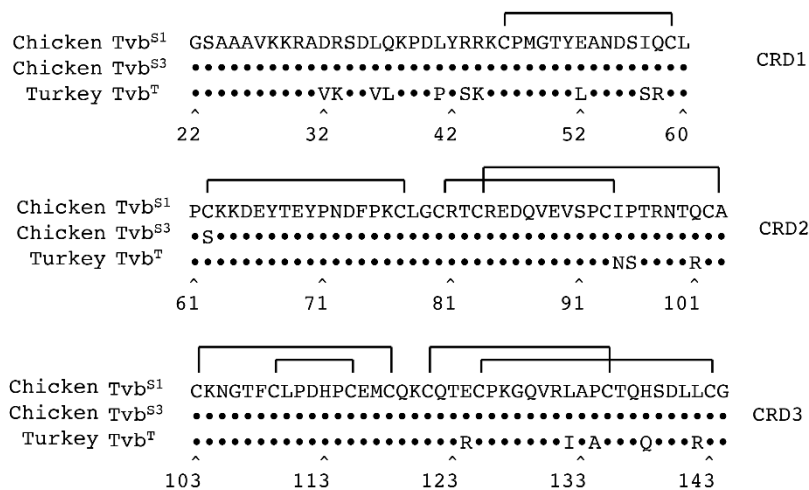 Chicken Tvb^S1 GSAAAVKKRADRSDLQKPDLYRRKCPMGTYEANDSIQCL
Chicken Tvb^S3 •••••••••••••••••••••••••••••••••••••••
CRD1
Turkey Tvb^T ••••••••••VK••VL•••P•SK•••••••L••••SR••
^ ^ ^ ^ ^
22 32 42 52 60
Chicken Tvb^S1 PCKKDEYTEYPNDFPKCLGCRTCREDQVEVSPCIPTRNTQCA
Chicken Tvb^S3 •S••••••••••••••••••••••••••••••••••••••••
CRD2
Turkey Tvb^T •••••••••••••••••••••••••••••••••NS••••R••
^ ^ ^ ^ ^
61 71 81 91 101
Chicken Tvb^S1 CKNGTFCLPDHPCEMCQKCQTECPKGQVRLAPCTQHSDLLCG
Chicken Tvb^S3 ••••••••••••••••••••••••••••••••••••••••••
CRD3
Turkey Tvb^T •••••••••••••••••••••R•••••••I•A•••Q•••R••
^ ^ ^ ^ ^
103 113 123 133 143